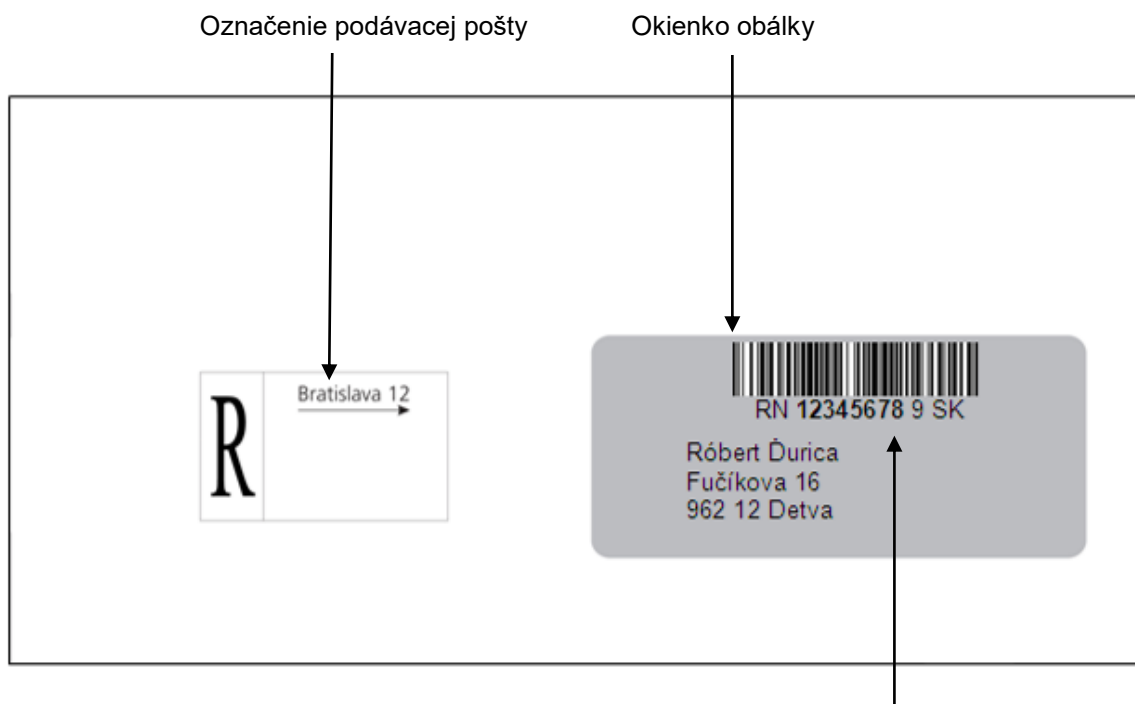 Označenie podávacej pošty
Okienko obálky
R
Bratislava 12
RN 12345678 9 SK
Róbert Ďurica
Fučíkova 16
962 12 Detva